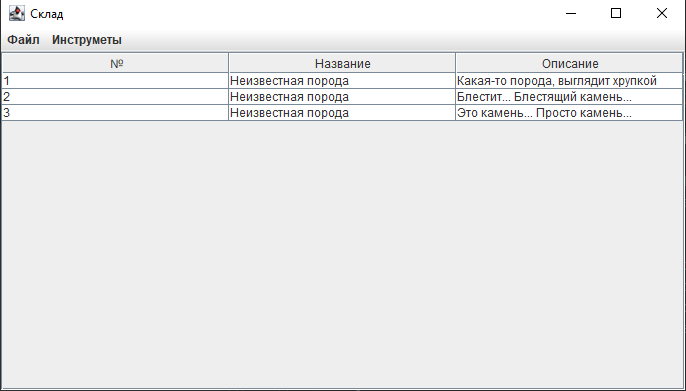 Склад
Файл Инструметы
№ Название Описание
1 Неизвестная порода Какая-то порода, выглядит хрупкой
2 Неизвестная порода Блестит... Блестящий камень...
3 Неизвестная порода Это камень... Просто камень...